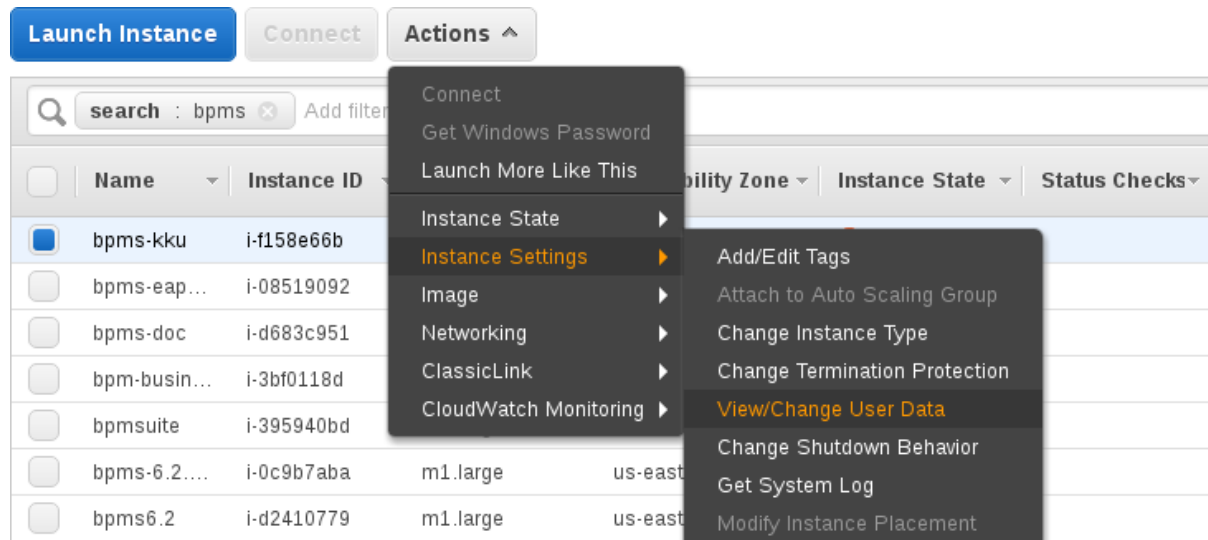 Launch Instance Connect Actions
search : bpms Add filter
Name Instance ID bility Zone Instance State Status Checks
bpms-kku i-f158e66b
bpms-eap... i-08519092
bpms-doc i-d683c951
bpm-busin... i-3bf0118d
bpmsuite i-395940bd
bpms-6.2.... i-0c9b7aba m1.large us-east
bpms6.2 i-d2410779 m1.large us-east
Connect
Get Windows Password
Launch More Like This
Instance State
Instance Settings
Image
Networking
ClassicLink
CloudWatch Monitoring
Add/Edit Tags
Attach to Auto Scaling Group
Change Instance Type
Change Termination Protection
View/Change User Data
Change Shutdown Behavior
Get System Log
Modify Instance Placement